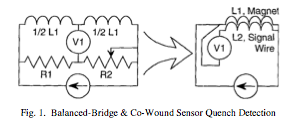 1/2 L1 1/2 L1
V1
R1 R2
L1, Magnet
L2, Signal
Wire
V1
Fig. 1. Balanced-Bridge & Co-Wound Sensor Quench Detection